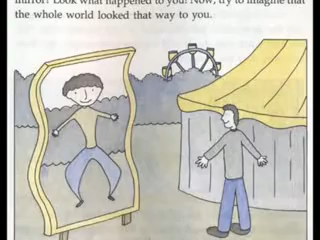 mirror? Look what happened to you! Now, try to imagine that
the whole world looked that way to you.